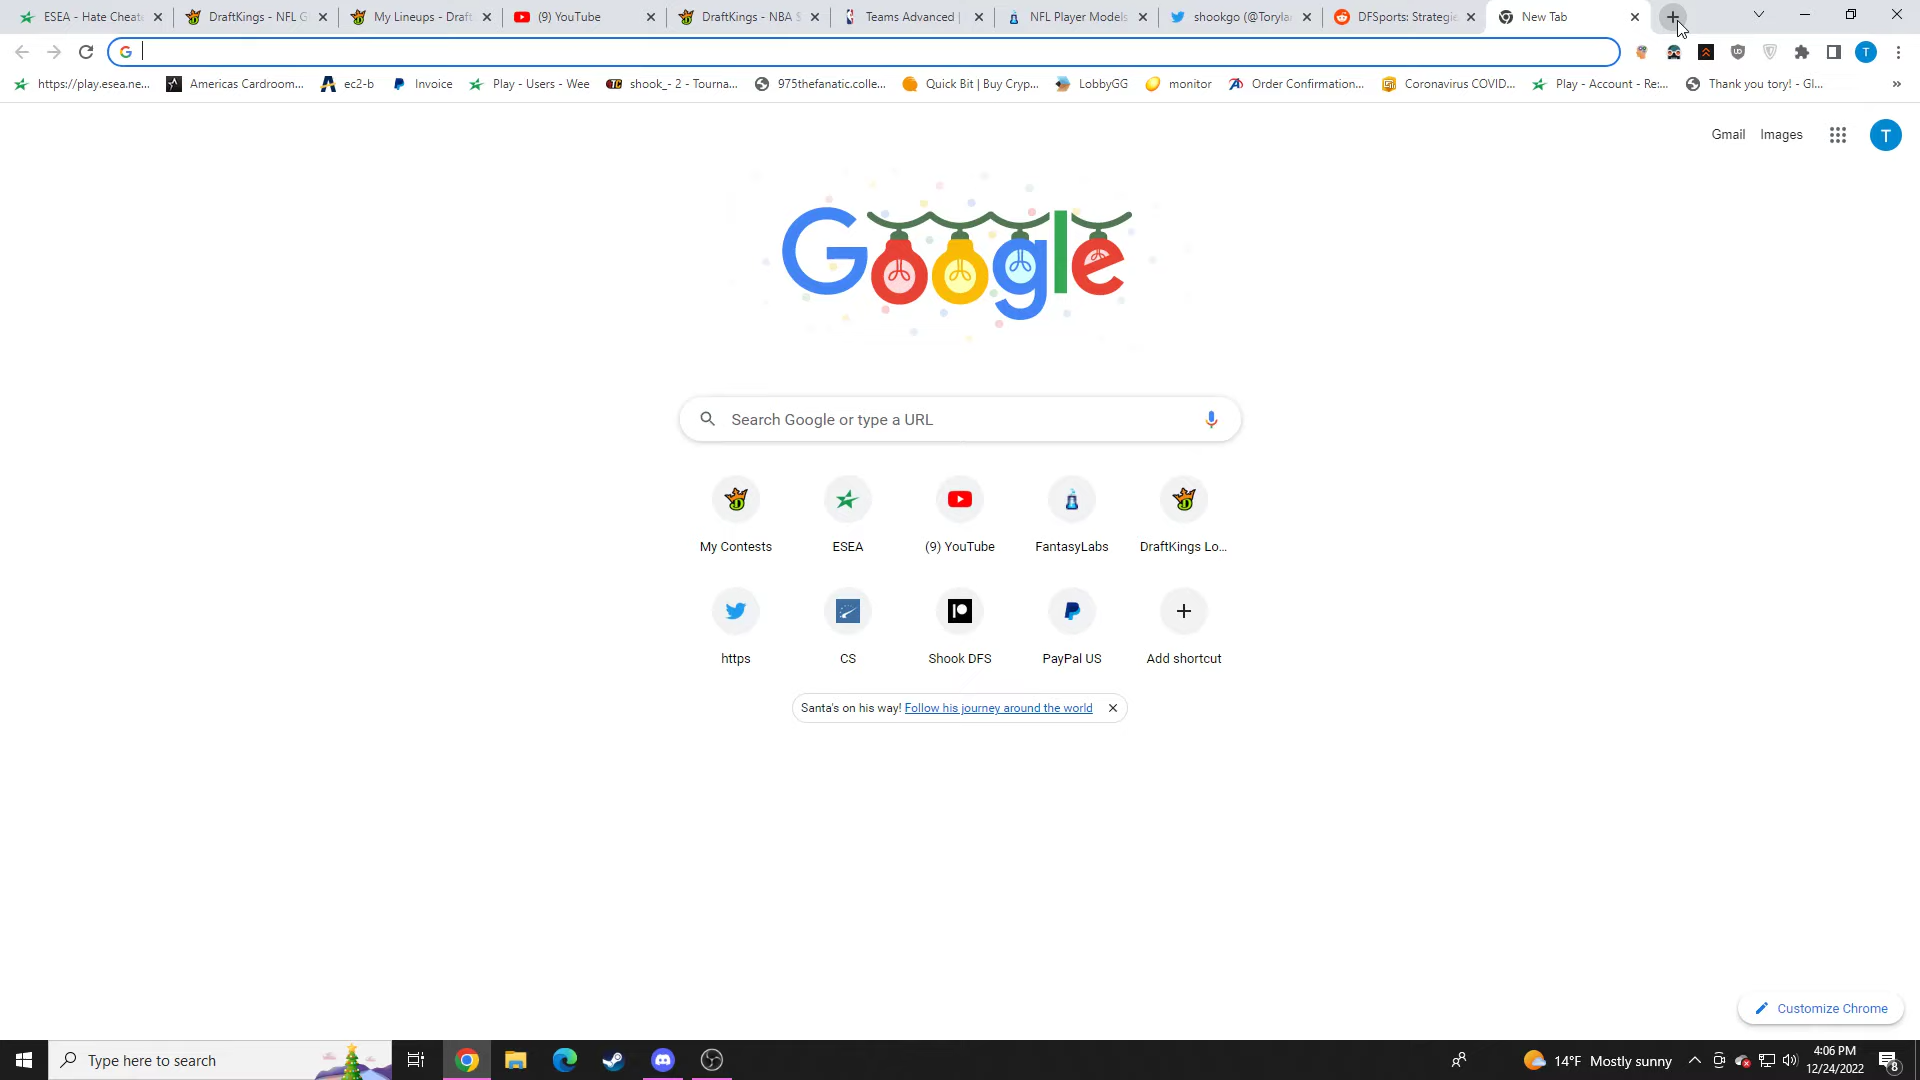 ESEA - Hate Cheate
DraftKings - NFL G
My Lineups - Draft
(9) YouTube
DraftKings - NBA S
Teams Advanced |
NFL Player Models
shookgo (@Torylan
DFSports: Strategie
New Tab
https://play.esea.ne...
Americas Cardroom...
ec2-b
Invoice
Play - Users - Wee
shook_- 2 - Tourna...
975thefanatic.colle...
Quick Bit | Buy Cryp...
LobbyGG
monitor
Order Confirmation...
Coronavirus COVID...
Play - Account - Re:...
Thank you tory! - Gl...
»
T
Gmail
Images
T
Google
Search Google or type a URL
My Contests
ESEA
(9) YouTube
FantasyLabs
DraftKings Lo...
https
CS
Shook DFS
PayPal US
Add shortcut
Santa's on his way! Follow his journey around the world
Customize Chrome
Type here to search
14°F Mostly sunny
4:06 PM
12/24/2022
8